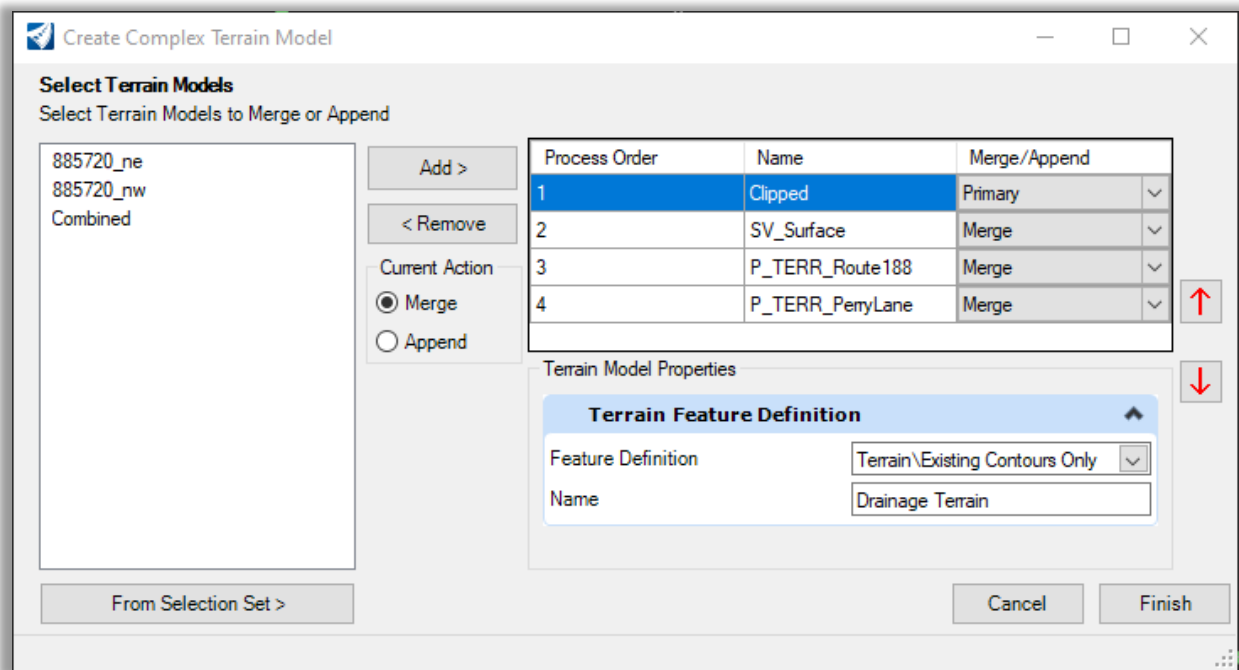 Create Complex Terrain Model
Select Terrain Models
Select Terrain Models to Merge or Append
885720_ne
885720_nw
Combined
Add >
< Remove
Current Action
Merge
Append
Process Order Name Merge/Append
1 Clipped Primary
2 SV_Surface Merge
3 P_TERR_Route188 Merge
4 P_TERR_PerryLane Merge
Terrain Model Properties
Terrain Feature Definition
Feature Definition Terrain\Existing Contours Only
Name Drainage Terrain
From Selection Set >
Cancel Finish